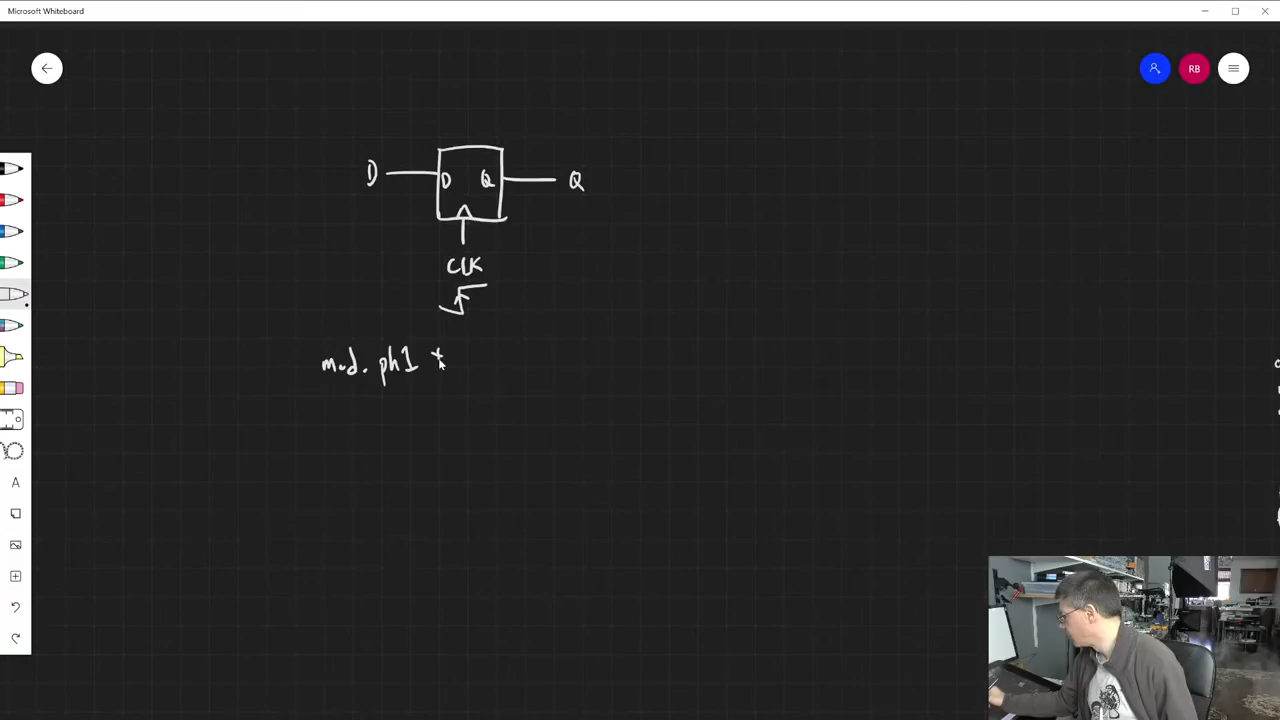 Microsoft Whiteboard
RB
D
D Q
Q
CLK
mod. ph1 *
A